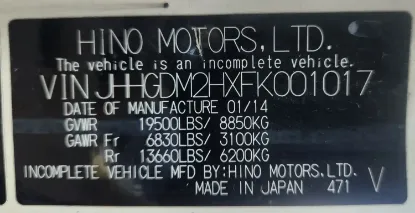 HINO MOTORS, LTD.
The vehicle is an incomplete vehicle.
VIN JHHGDM2HXFK001017
DATE OF MANUFACTURE 01/14
GVWR 19500LBS/ 8850KG
GAWR Fr 6830LBS/ 3100KG
Rr 13660LBS/ 6200KG
INCOMPLETE VEHICLE MFD BY:HINO MOTORS,LTD.
MADE IN JAPAN 471 V